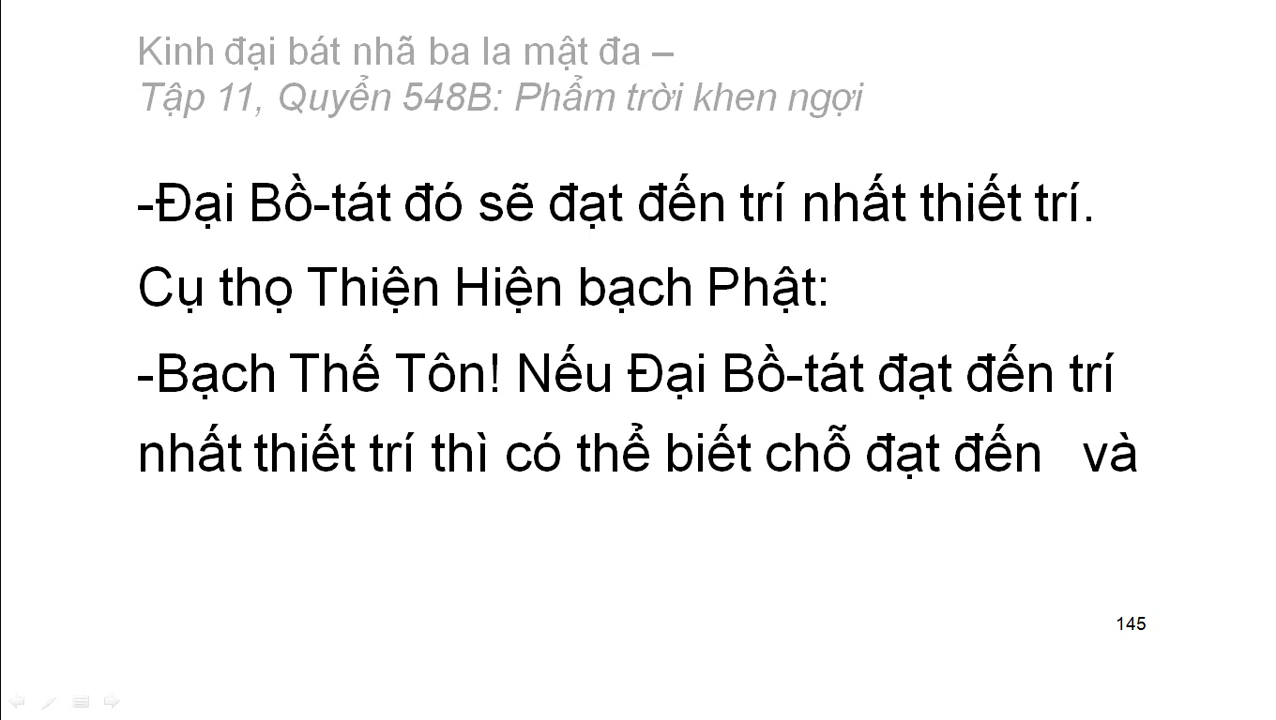 Kinh đại bát nhã ba la mật đa –
Tập 11, Quyển 548B: Phẩm trời khen ngợi
-Đại Bồ-tát đó sẽ đạt đến trí nhất thiết trí.
Cụ thọ Thiện Hiện bạch Phật:
-Bạch Thế Tôn! Nếu Đại Bồ-tát đạt đến trí
nhất thiết trí thì có thể biết chỗ đạt đến và
145